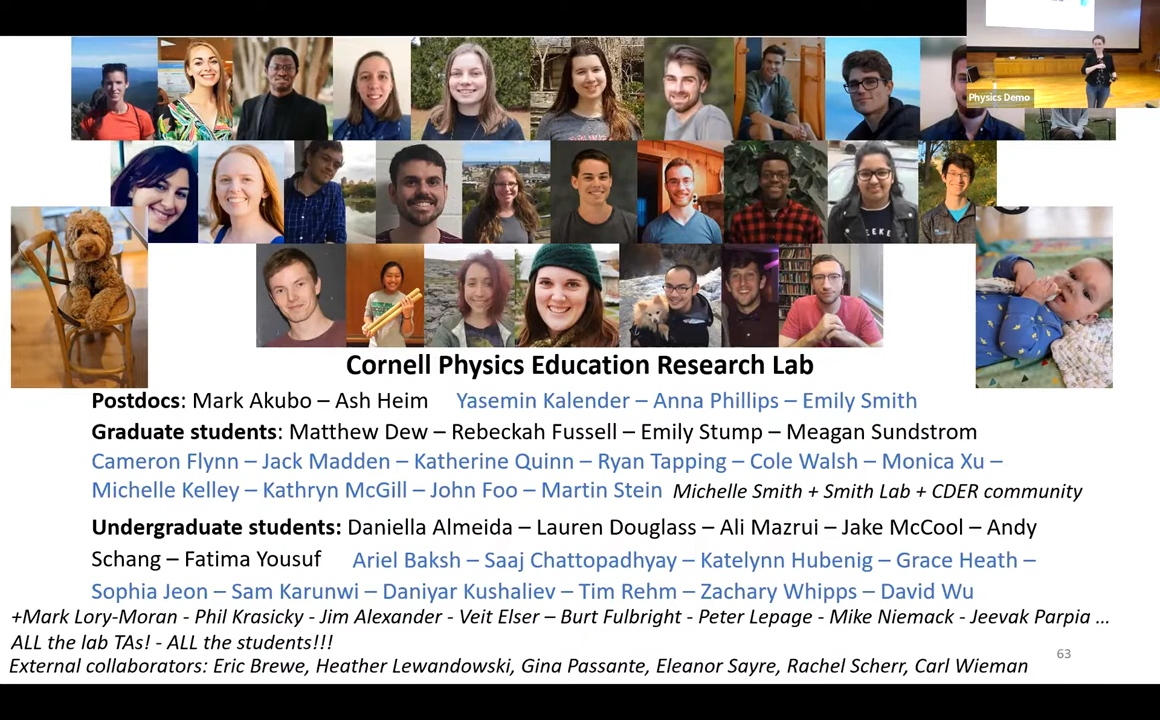 Physics Demo
EEKE
Cornell Physics Education Research Lab
Postdocs: Mark Akubo – Ash Heim Yasemin Kalender – Anna Phillips – Emily Smith
Graduate students: Matthew Dew – Rebeckah Fussell – Emily Stump – Meagan Sundstrom
Cameron Flynn – Jack Madden – Katherine Quinn – Ryan Tapping – Cole Walsh – Monica Xu –
Michelle Kelley – Kathryn McGill – John Foo – Martin Stein Michelle Smith + Smith Lab + CDER community
Undergraduate students: Daniella Almeida – Lauren Douglass – Ali Mazrui – Jake McCool – Andy
Schang – Fatima Yousuf Ariel Baksh – Saaj Chattopadhyay – Katelynn Hubenig – Grace Heath –
Sophia Jeon – Sam Karunwi – Daniyar Kushaliev – Tim Rehm – Zachary Whipps – David Wu
+Mark Lory-Moran - Phil Krasicky - Jim Alexander - Veit Elser – Burt Fulbright - Peter Lepage - Mike Niemack - Jeevak Parpia ...
ALL the lab TAs! - ALL the students!!!
63
External collaborators: Eric Brewe, Heather Lewandowski, Gina Passante, Eleanor Sayre, Rachel Scherr, Carl Wieman